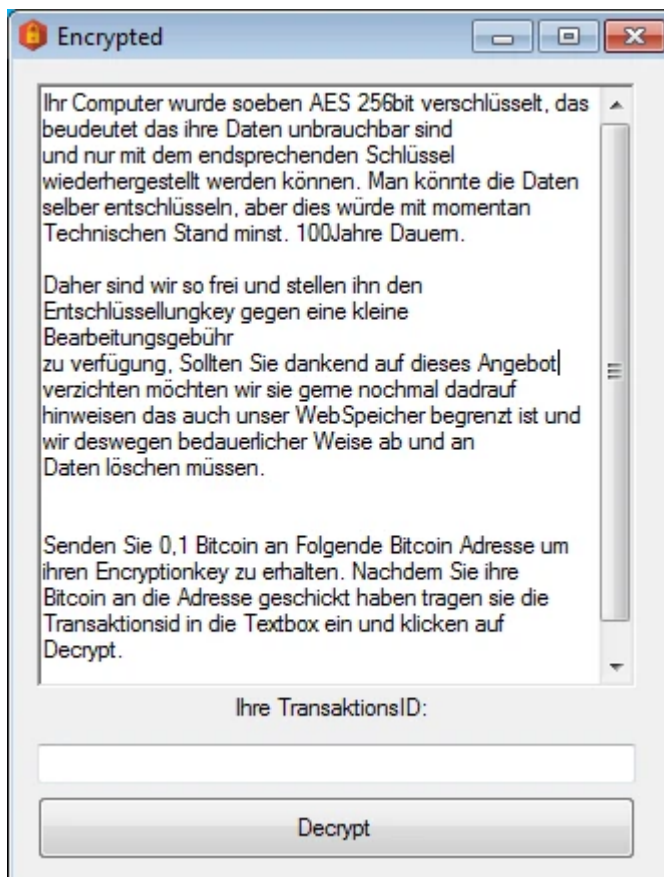 Encrypted
Ihr Computer wurde soeben AES 256bit verschlüsselt, das
beudeutet das ihre Daten unbrauchbar sind
und nur mit dem endsprechenden Schlüssel
wiederhergestellt werden können. Man könnte die Daten
selber entschlüsseln, aber dies würde mit momentan
Technischen Stand minst. 100Jahre Dauern.
Daher sind wir so frei und stellen ihn den
Entschlüssellungkey gegen eine kleine
Bearbeitungsgebühr
zu verfügung, Sollten Sie dankend auf dieses Angebot
verzichten möchten wir sie gerne nochmal dadrauf
hinweisen das auch unser WebSpeicher begrenzt ist und
wir deswegen bedauerlicher Weise ab und an
Daten löschen müssen.
Senden Sie 0,1 Bitcoin an Folgende Bitcoin Adresse um
ihren Encryptionkey zu erhalten. Nachdem Sie ihre
Bitcoin an die Adresse geschickt haben tragen sie die
Transaktionsid in die Textbox ein und klicken auf
Decrypt.
Ihre TransaktionsID:
Decrypt